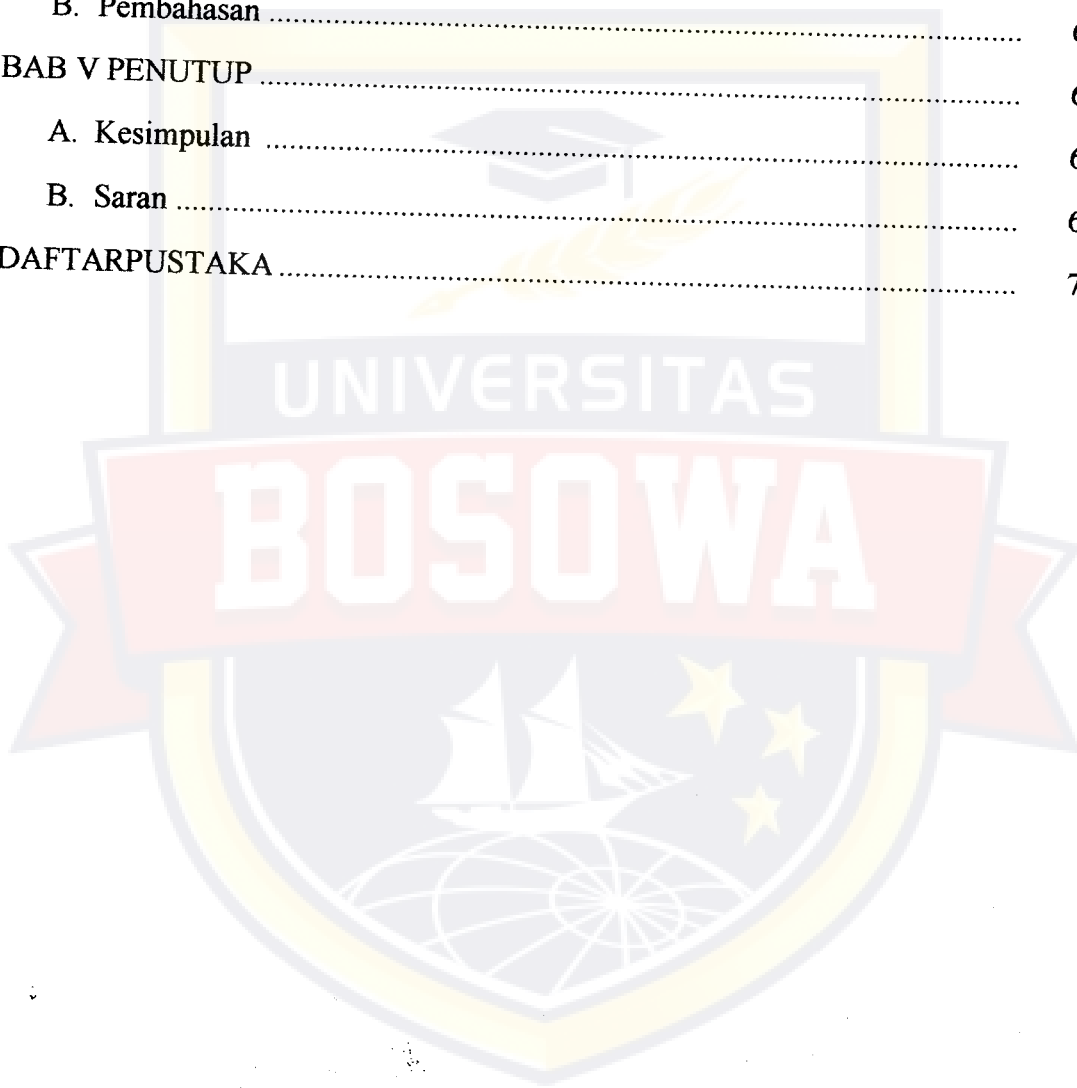 B. Pembahasan ........................................................................................................
BAB V PENUTUP ........................................................................................................
A. Kesimpulan ........................................................................................................
B. Saran ........................................................................................................
DAFTARPUSTAKA ........................................................................................................
UNIVERSITAS
BOSOWA